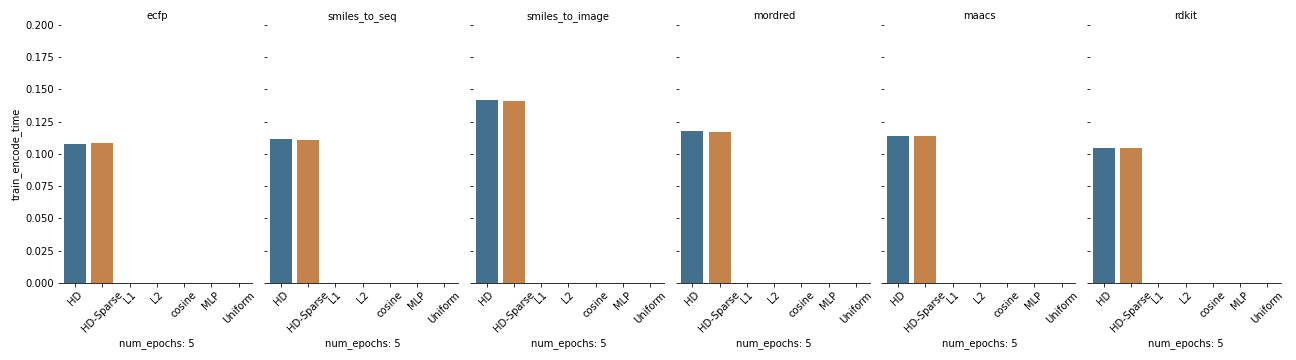 ecfp
smiles_to_seq
smiles_to_image
mordred
maacs
rdkit
train_encode_time
0.200
0.175
0.150
0.125
0.100
0.075
0.050
0.025
0.000
HD
HD-Sparse
L1
L2
cosine
MLP
Uniform
num_epochs: 5
HD
HD-Sparse
L1
L2
cosine
MLP
Uniform
num_epochs: 5
HD
HD-Sparse
L1
L2
cosine
MLP
Uniform
num_epochs: 5
HD
HD-Sparse
L1
L2
cosine
MLP
Uniform
num_epochs: 5
HD
HD-Sparse
L1
L2
cosine
MLP
Uniform
num_epochs: 5
HD
HD-Sparse
L1
L2
cosine
MLP
Uniform
num_epochs: 5